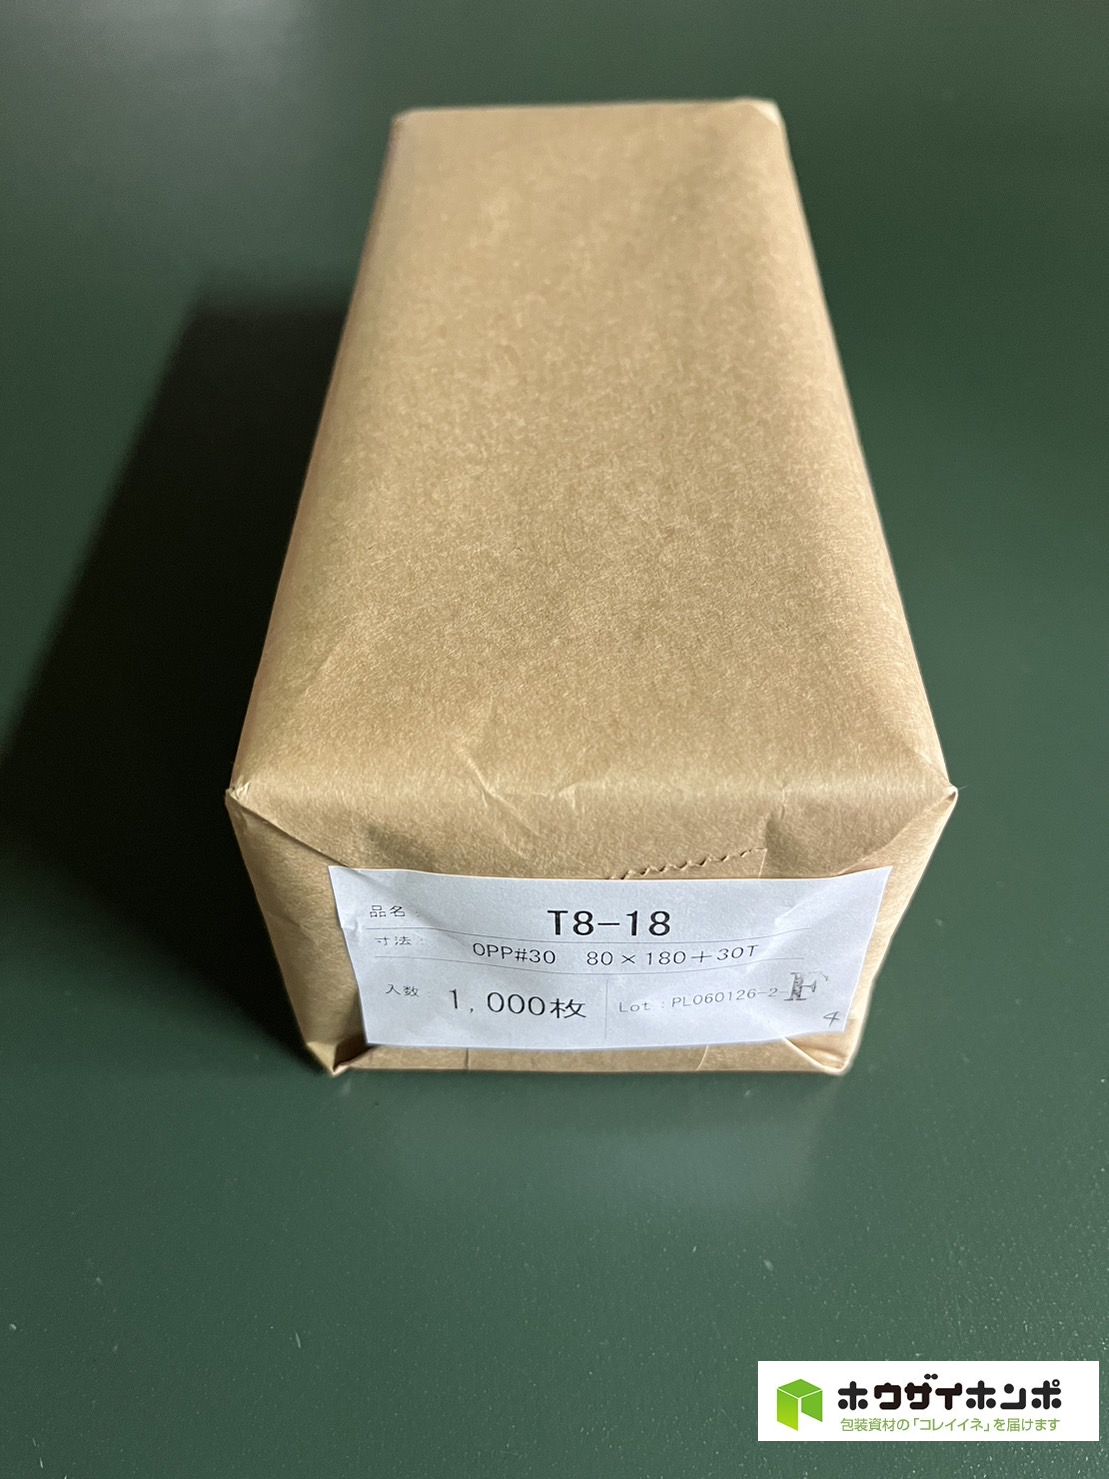 品名: T8-18
寸法: OPP#30 80×180+30T
入数 1,000枚 Lot:PL060126-2-F
4
ホウザイホンポ
包装資材の「コレイイネ」を届けます